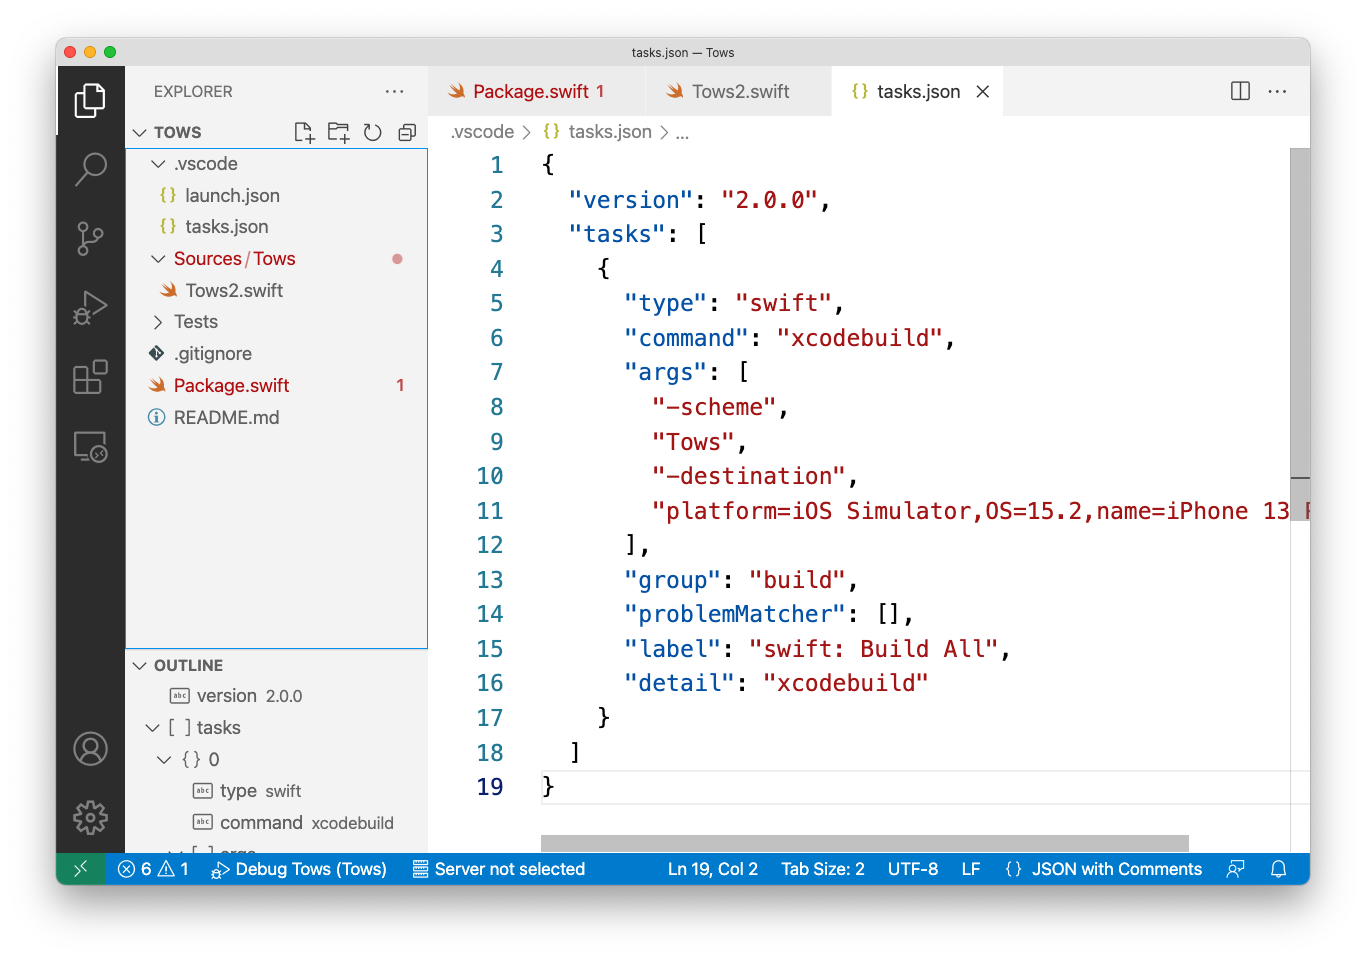 tasks.json — Tows
EXPLORER
TOWS
.vscode
launch.json
tasks.json
Sources/Tows
Tows2.swift
Tests
.gitignore
Package.swift 1
README.md
OUTLINE
version 2.0.0
[ ] tasks
{} 0
type swift
command xcodebuild
Package.swift 1
Tows2.swift
{} tasks.json
.vscode > {} tasks.json > ...
1 {
2 "version": "2.0.0",
3 "tasks": [
4 {
5 "type": "swift",
6 "command": "xcodebuild",
7 "args": [
8 "-scheme",
9 "Tows",
10 "-destination",
11 "platform=iOS Simulator,OS=15.2,name=iPhone 13
12 ],
13 "group": "build",
14 "problemMatcher": [],
15 "label": "swift: Build All",
16 "detail": "xcodebuild"
17 }
18 ]
19 }
6 1 Debug Tows (Tows) Server not selected Ln 19, Col 2 Tab Size: 2 UTF-8 LF {} JSON with Comments